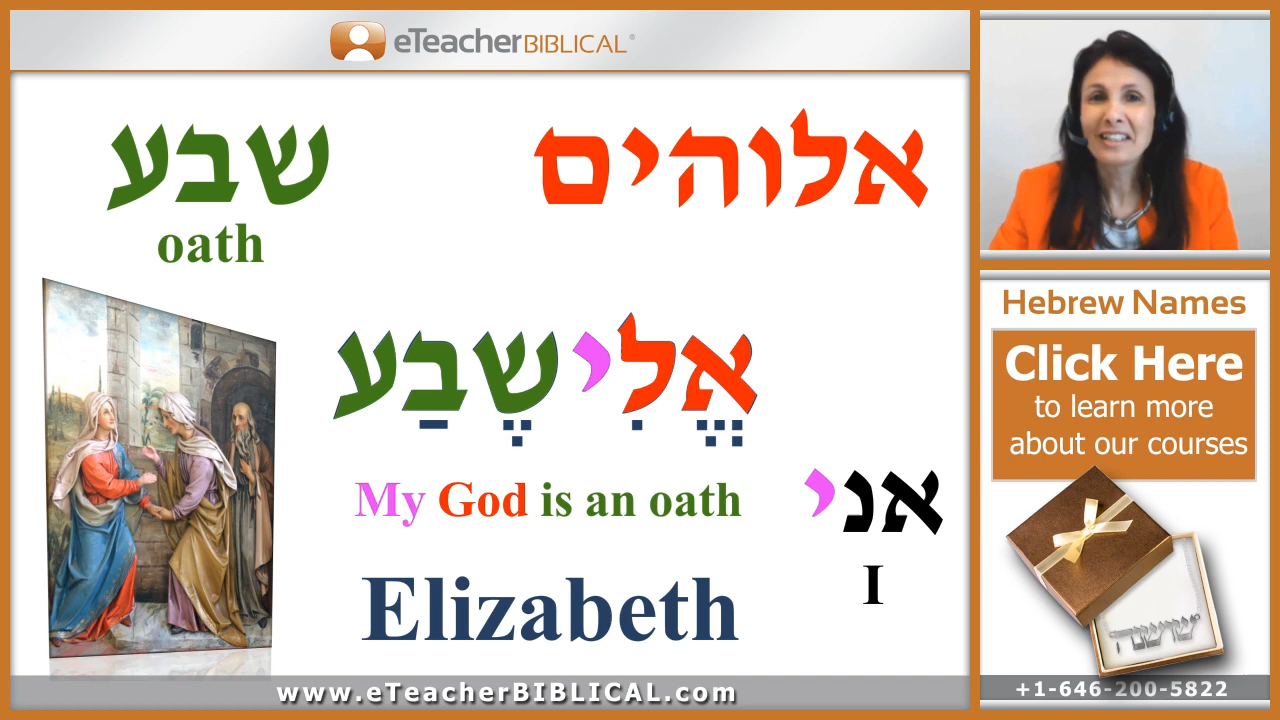 eTeacherBIBLICAL®
אלוהים
שבע
oath
אֱלִישֶׁבַע
My God is an oath
אני
I
Elizabeth
www.eTeacherBIBLICAL.com
Hebrew Names
Click Here
to learn more
about our courses
שושנה
+1-646-200-5822